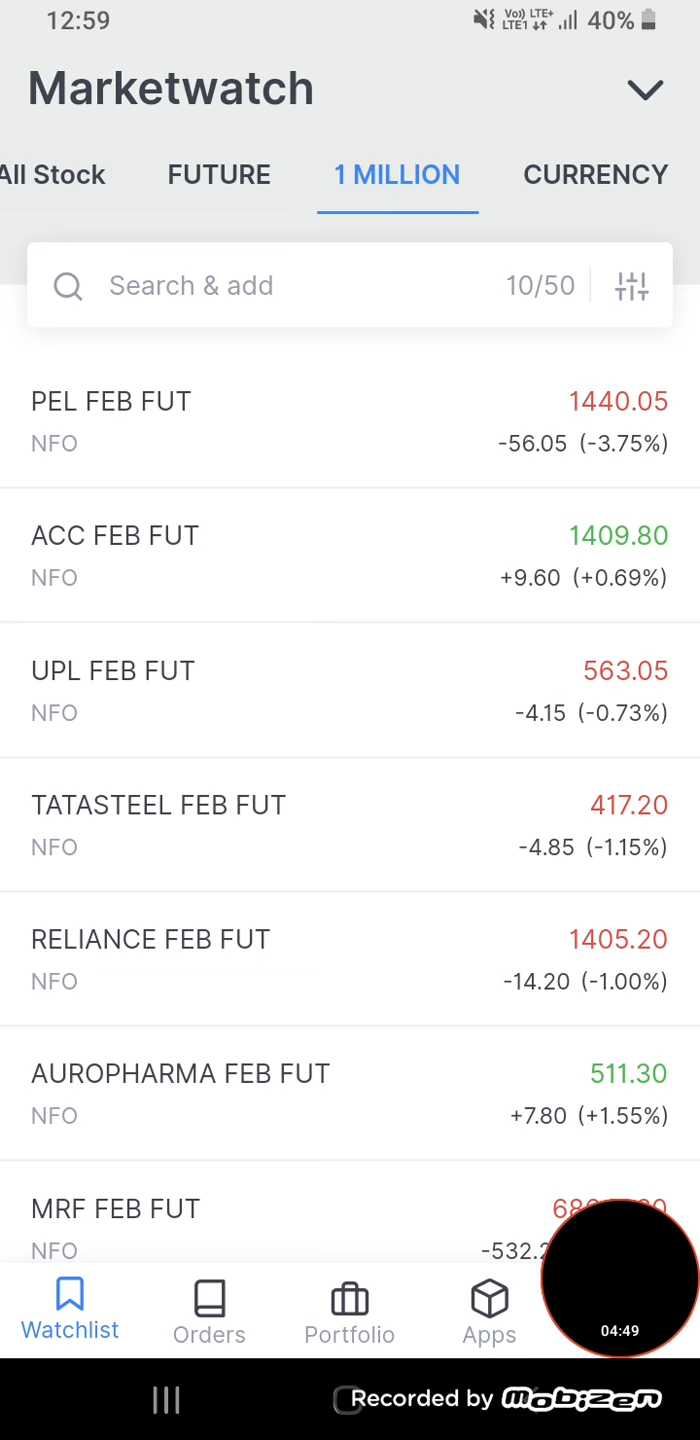 12:59
Vo) LTE+
LTE1
40%
Marketwatch
All Stock FUTURE 1 MILLION CURRENCY
Search & add 10/50
PEL FEB FUT 1440.05
NFO -56.05 (-3.75%)
ACC FEB FUT 1409.80
NFO +9.60 (+0.69%)
UPL FEB FUT 563.05
NFO -4.15 (-0.73%)
TATASTEEL FEB FUT 417.20
NFO -4.85 (-1.15%)
RELIANCE FEB FUT 1405.20
NFO -14.20 (-1.00%)
AUROPHARMA FEB FUT 511.30
NFO +7.80 (+1.55%)
MRF FEB FUT
NFO
Watchlist Orders Portfolio Apps
04:49
Recorded by mobizen